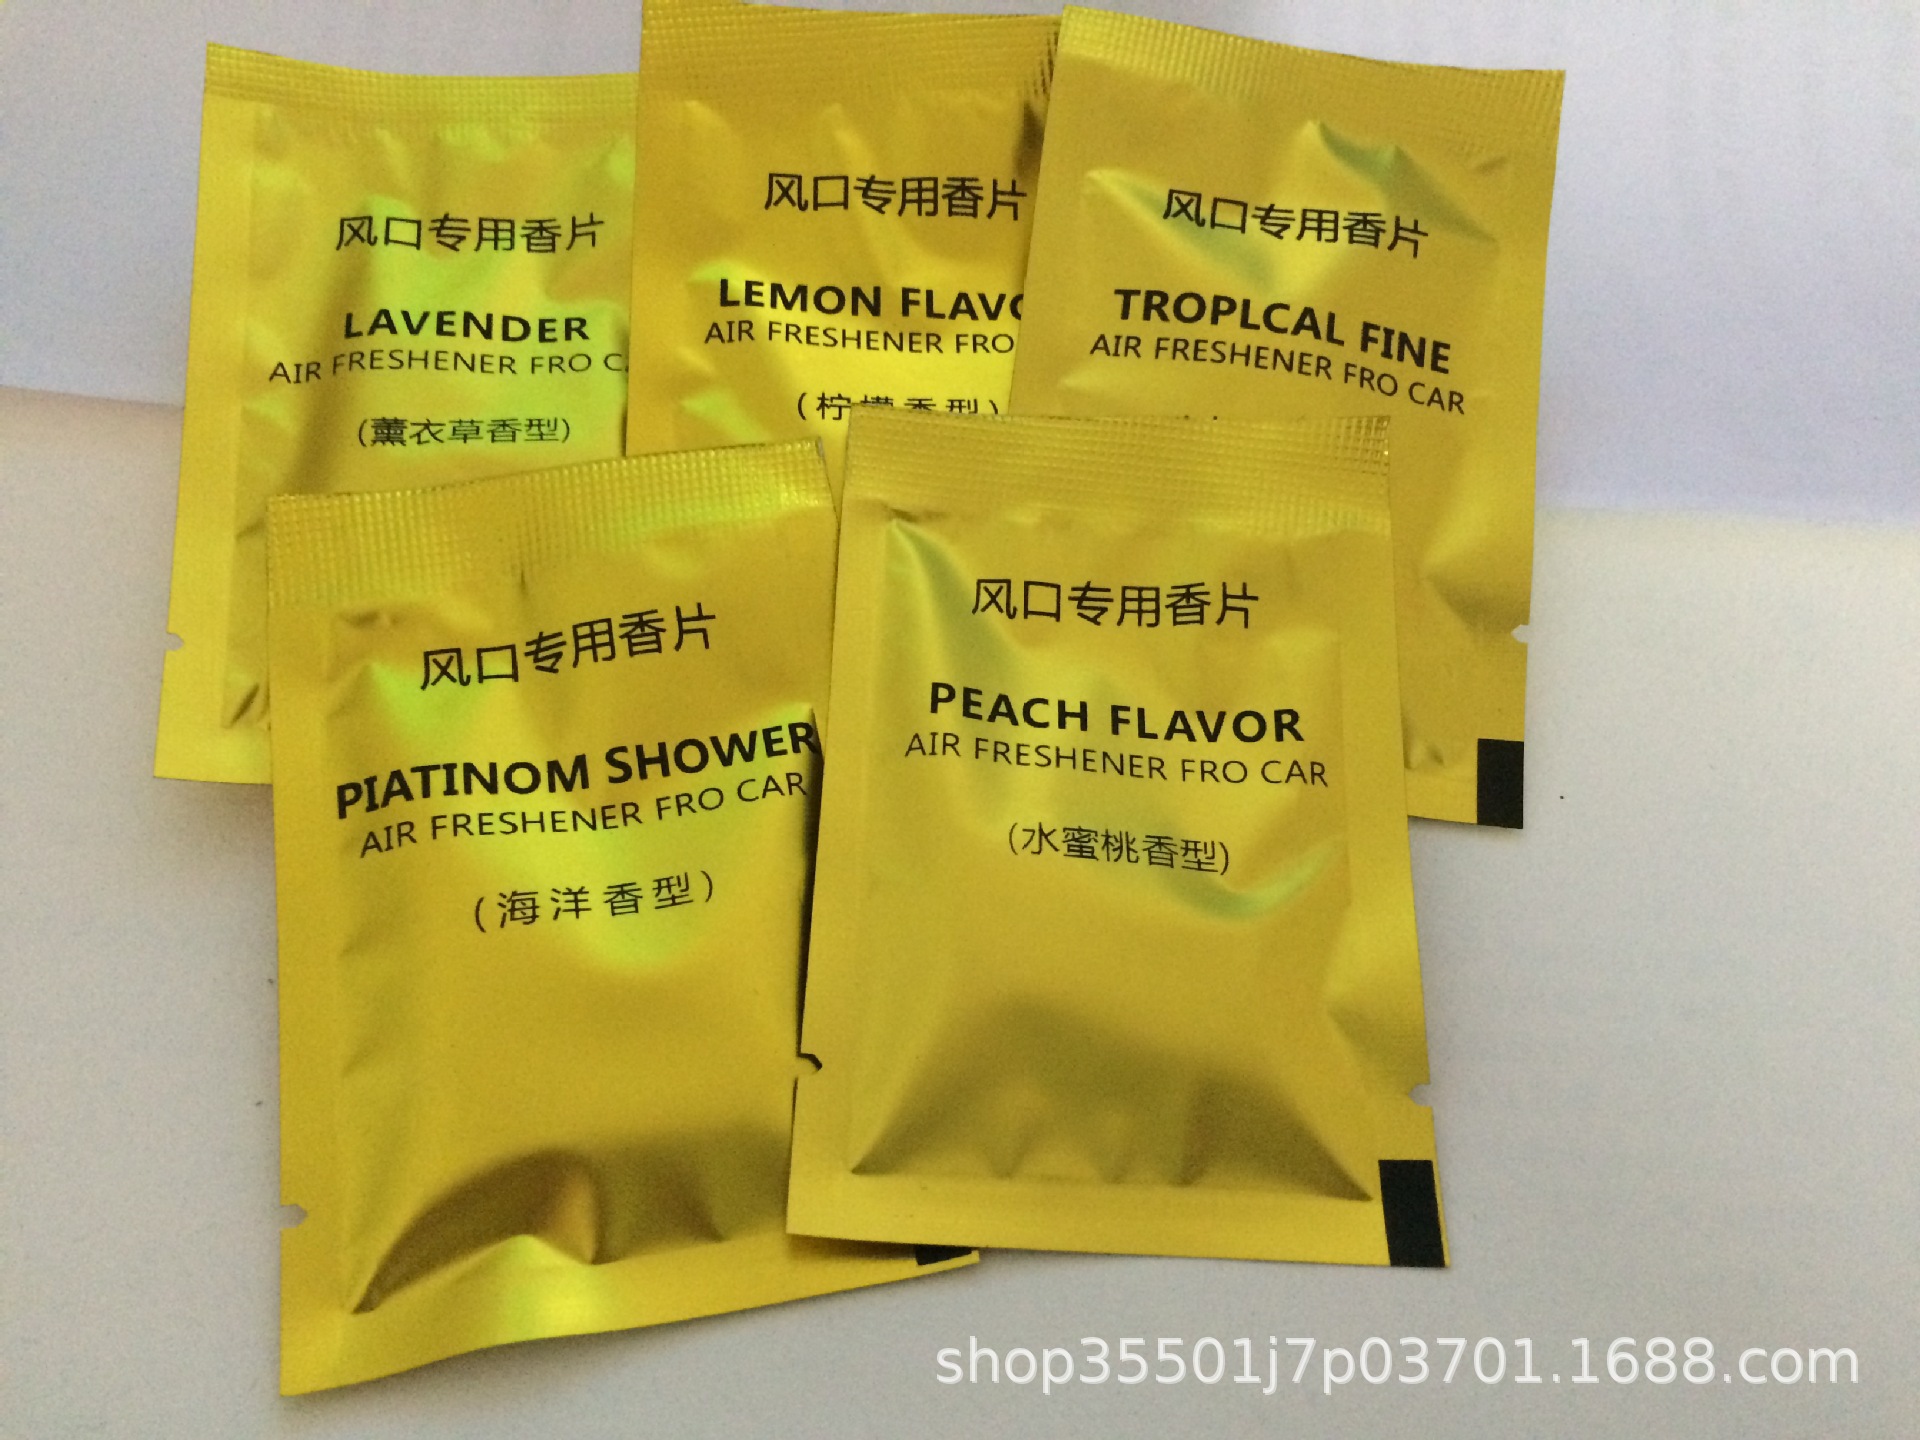 风口专用香片
LAVENDER
AIR FRESHENER FRO
(薰衣草香型)
风口专用香片
LEMON
AIR FRESHENER FRO
风口专用香片
TROPLCAL FINE
AIR FRESHENER FRO CAR
风口专用香片
PIATINOM SHOWER
AIR FRESHENER FRO CAR
(海洋香型)
风口专用香片
PEACH FLAVOR
AIR FRESHENER FRO CAR
(水蜜桃香型)
shop35501j7p03701.1688.com